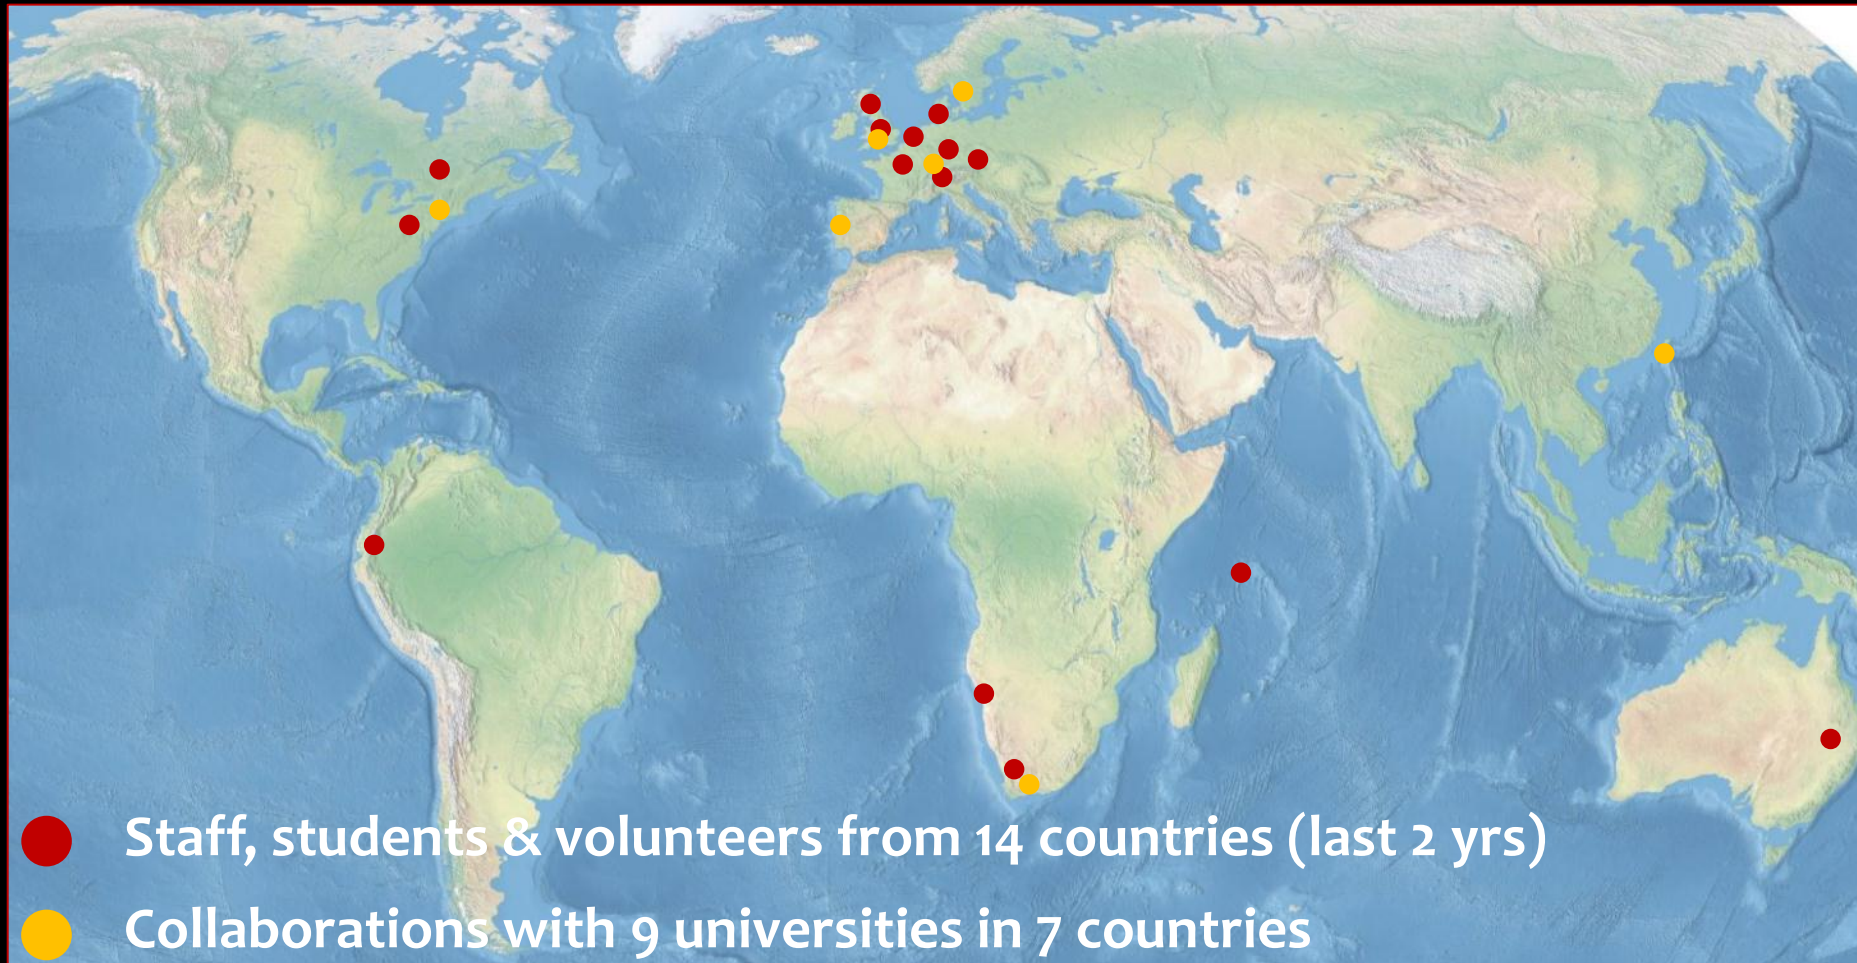 Staff, students & volunteers from 14 countries (last 2 yrs)
Collaborations with 9 universities in 7 countries